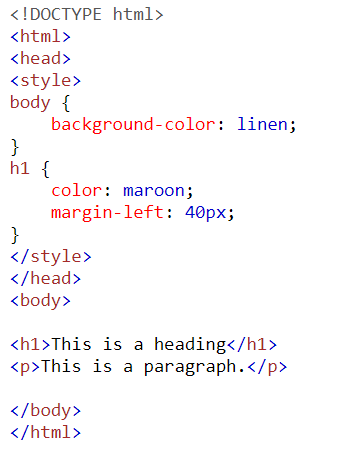 <!DOCTYPE html>
<html>
<head>
<style>
body {
    background-color: linen;
}
h1 {
    color: maroon;
    margin-left: 40px;
}
</style>
</head>
<body>

<h1>This is a heading</h1>
<p>This is a paragraph.</p>

</body>
</html>